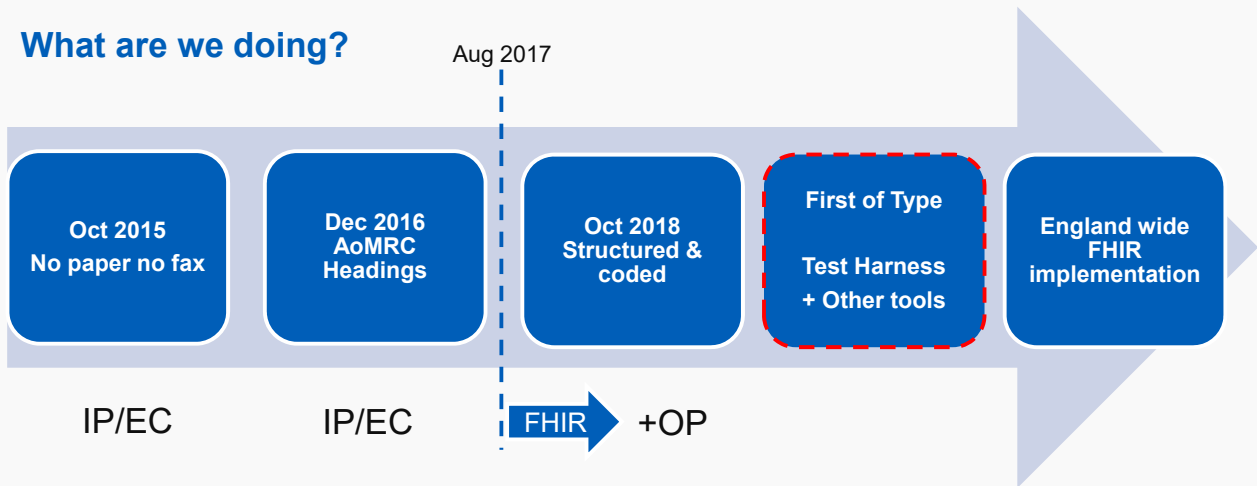 What are we doing?
Aug 2017
Oct 2015
No paper no fax
Dec 2016
AoMRC
Headings
Oct 2018
Structured &
coded
First of Type
Test Harness
+ Other tools
England wide
FHIR
implementation
IP/EC
IP/EC
FHIR
+OP